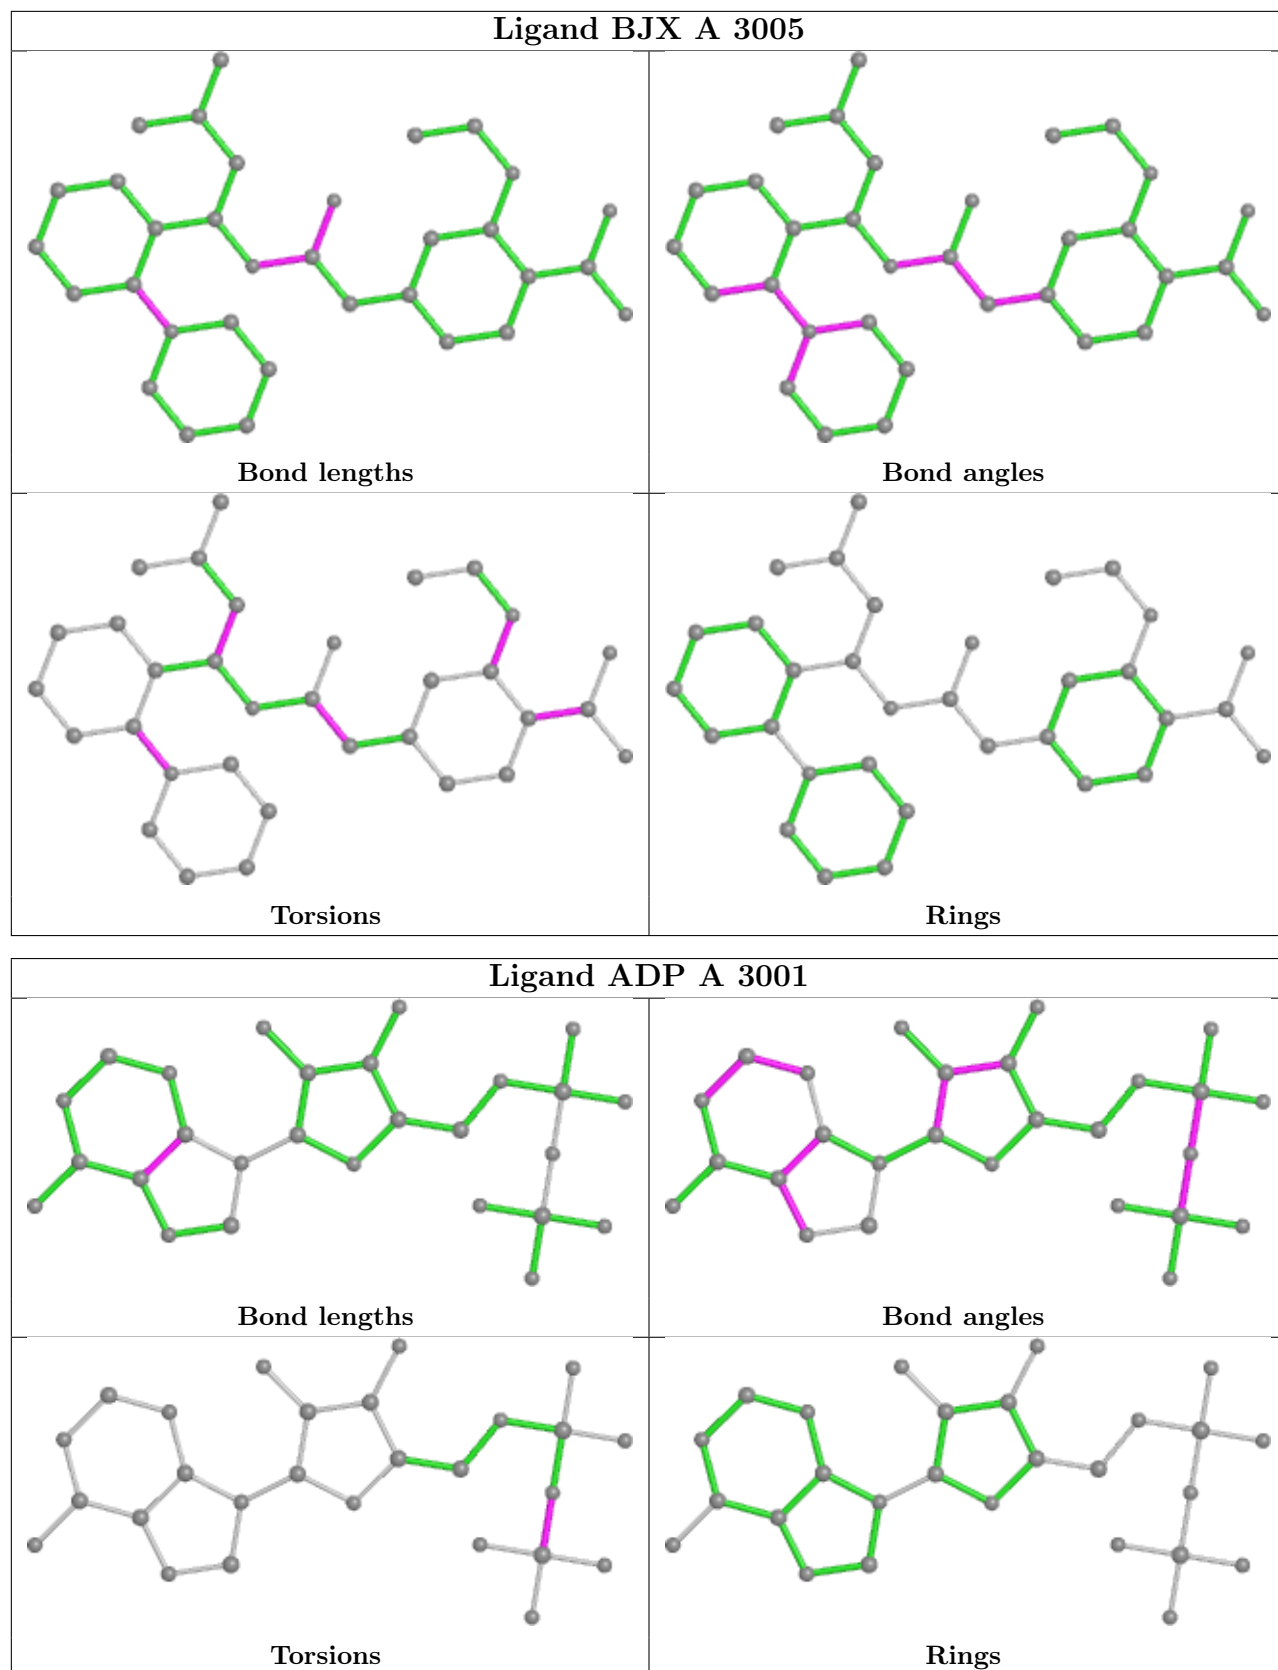 Ligand BJX A 3005
Bond lengths
Bond angles
Torsions
Rings
Ligand ADP A 3001
Bond lengths
Bond angles
Torsions
Rings